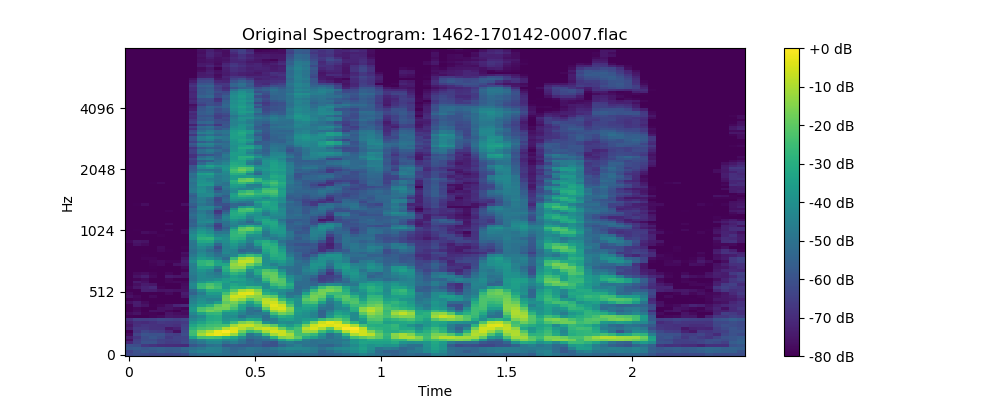 Original Spectrogram: 1462-170142-0007.flac
Hz
4096
2048
1024
512
0
0
0.5
1
1.5
2
Time
+0 dB
-10 dB
-20 dB
-30 dB
-40 dB
-50 dB
-60 dB
-70 dB
-80 dB